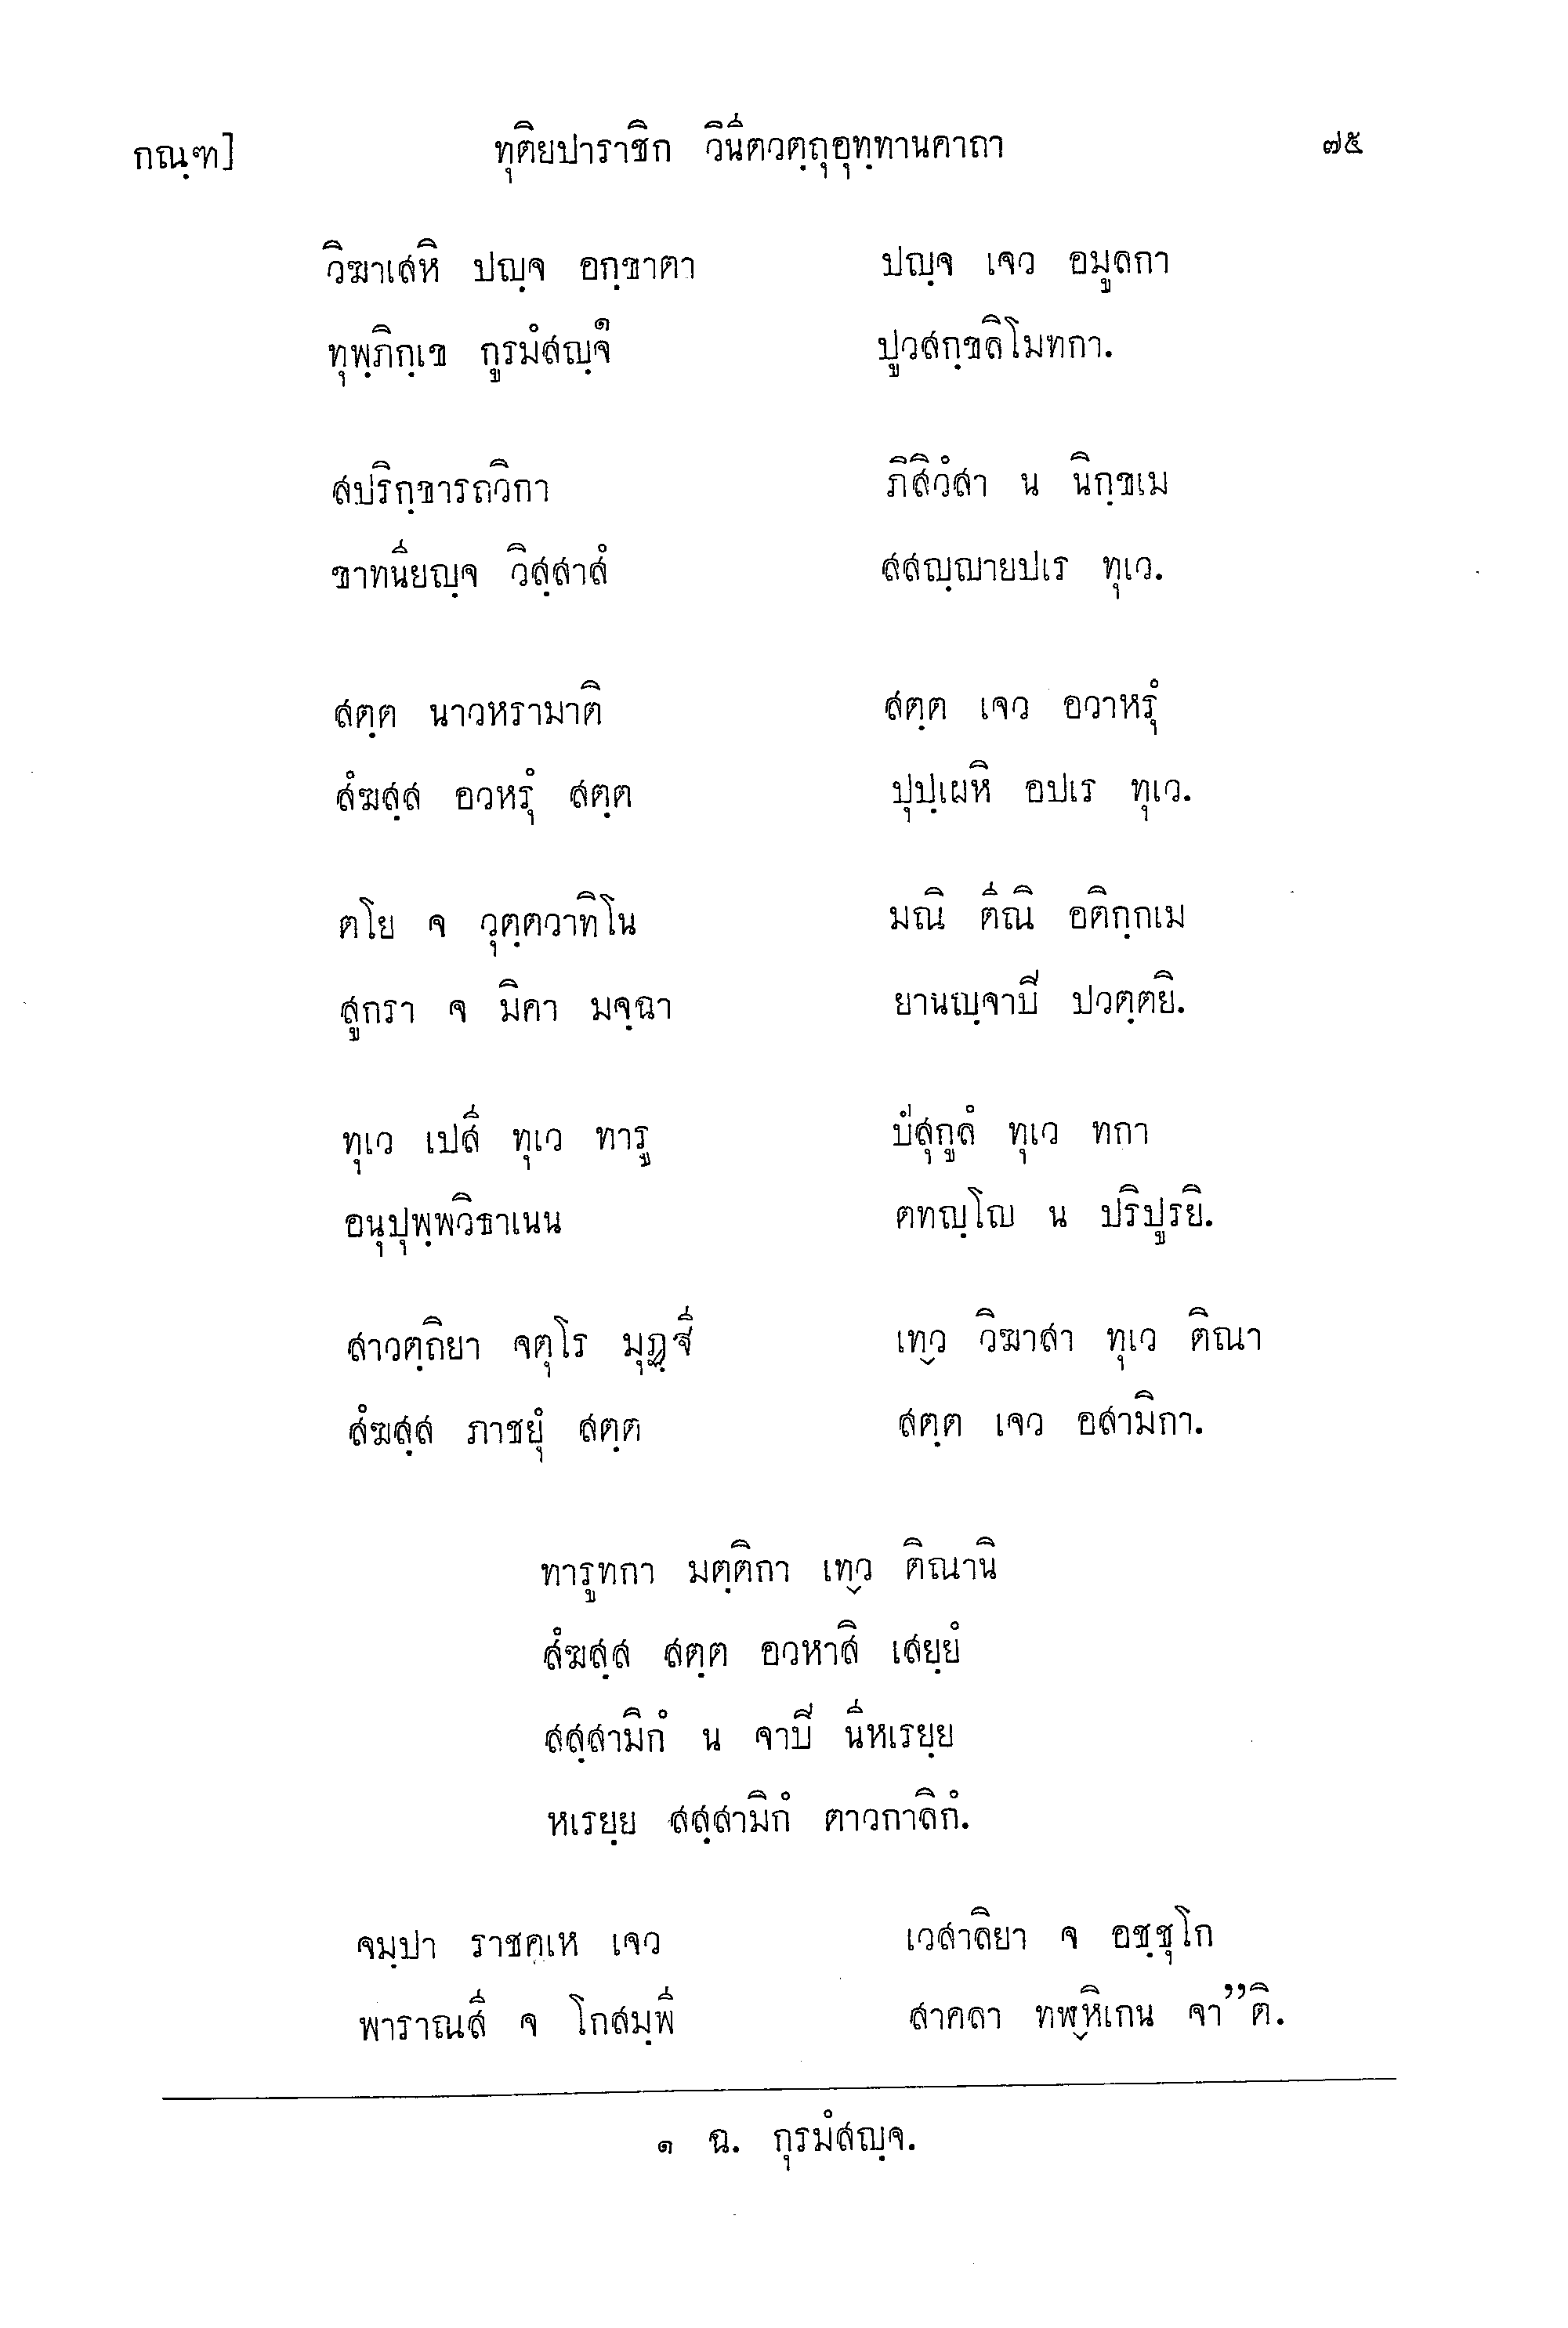 กณฺฑ] ทุติยปาราชิก วินีตวตฺถุอุทฺทานคาถา ๗๕
วิฆาเสหิ ปญฺจ อกฺขาตา ปญฺจ เจว อมูลกา
ทุพฺภิกฺเข กูรมํสญฺจ๑ ปูวสกฺขลิโมทกา.
สปริกฺขารถวิกา ภิสิวํสา น นิกฺขเม
ขาทนียญฺจ วิสฺสาสํ สสญฺญายปเร ทุเว.
สตฺต นาวหรามาติ สตฺต เจว อวาหรุํ
สํฆสฺส อวหรุํ สตฺต ปุปฺเผหิ อปเร ทุเว.
ตโย จ วุตฺตวาทิโน มณิ ตีณิ อติกฺกเม
สูกรา จ มิคา มจฺฉา ยานญฺจาปิ ปวตฺตยิ.
ทุเว เปสี ทุเว ทารู ปํสุกูลํ ทุเว ทกา
อนุปุพฺพวิธาเนน ตทญฺโญ น ปริปูรยิ.
สาวตฺถิยา จตุโร มุฏฺฐี เทฺว วิฆาสา ทุเว ติณา
สํฆสฺส ภาชยุํ สตฺต สตฺต เจว อสามิกา.
ทารูทกา มตฺติกา เทฺว ติณานิ
สํฆสฺส สตฺต อวหาสิ เสยฺยํ
สสฺสามิกํ น จาปิ นีหเรยฺย
หเรยฺย สสฺสามิกํ ตาวกาลิกํ.
จมฺปา ราชคเห เจว เวสาลิยา จ อชฺชุโก
พาราณสี จ โกสมฺพี สาคลา ทฬฺหิเกน จา”ติ.
๑ ฉ. กุรมํสญฺจ.